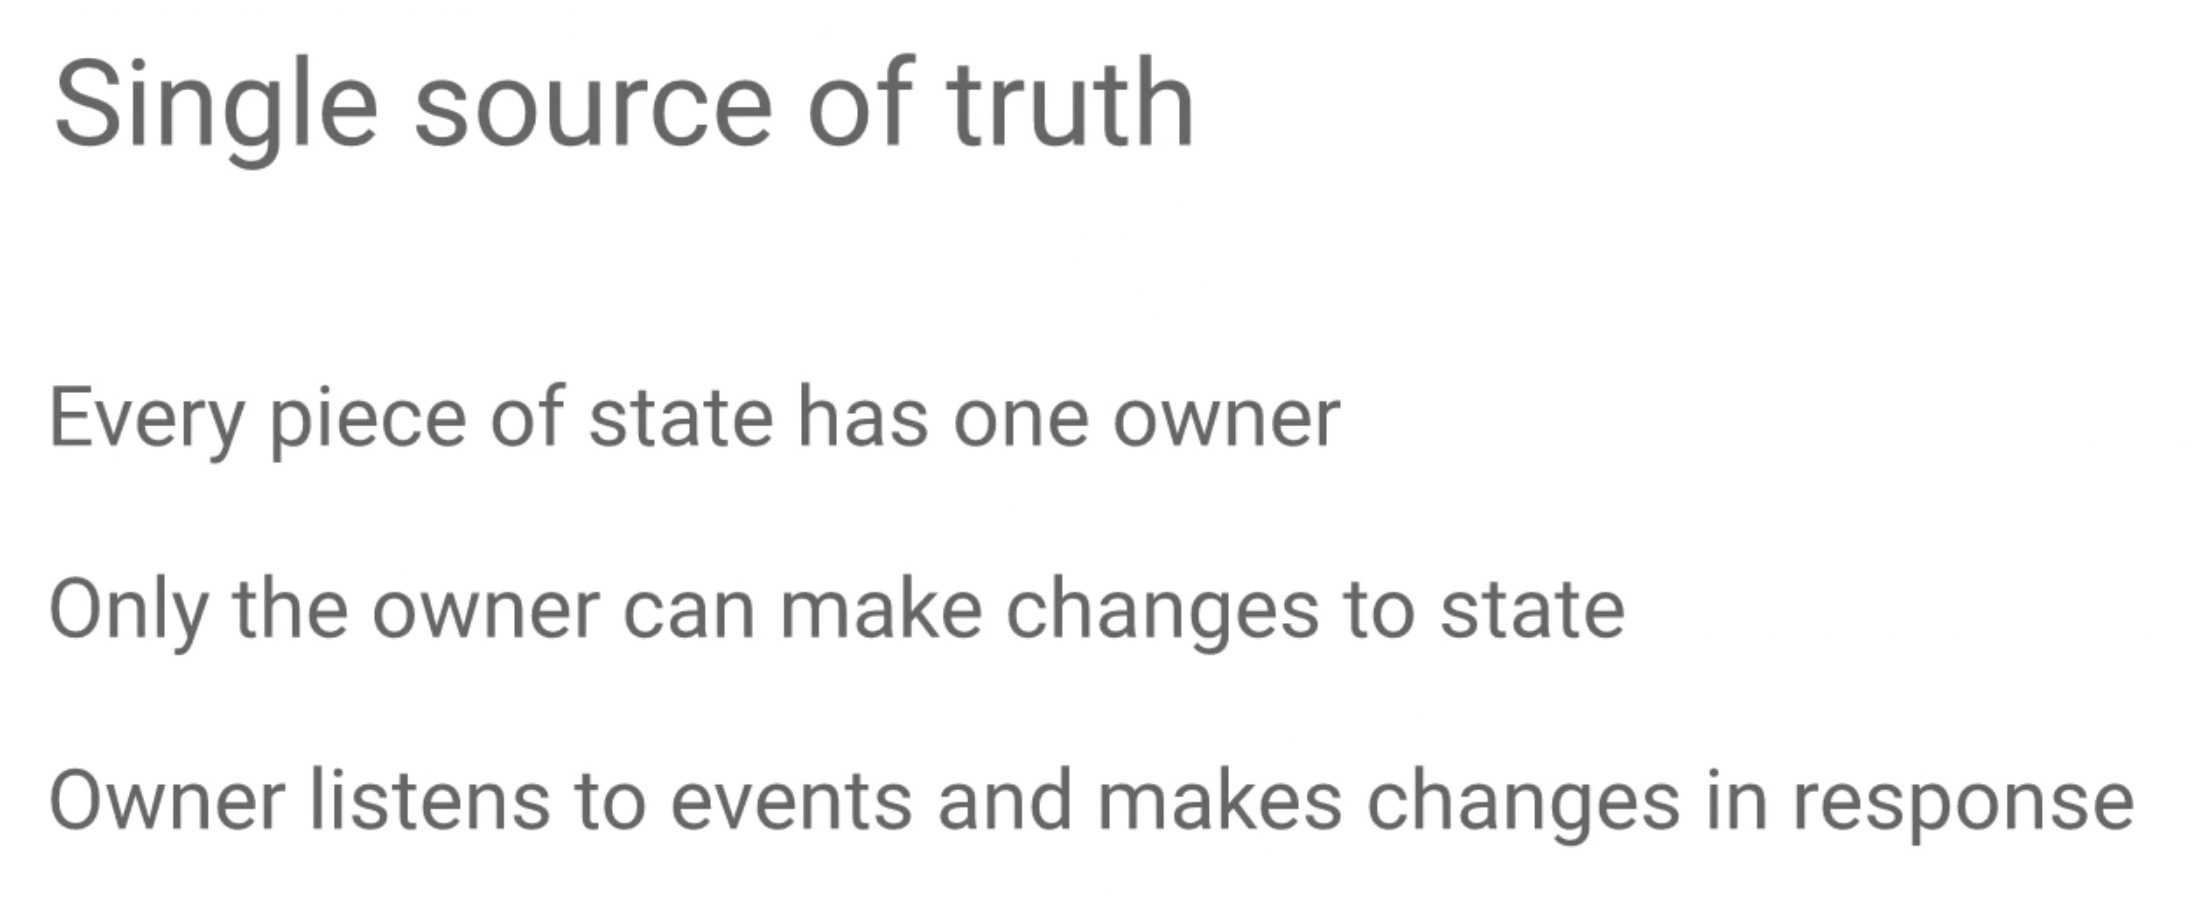 Single source of truth
Every piece of state has one owner
Only the owner can make changes to state
Owner listens to events and makes changes in response